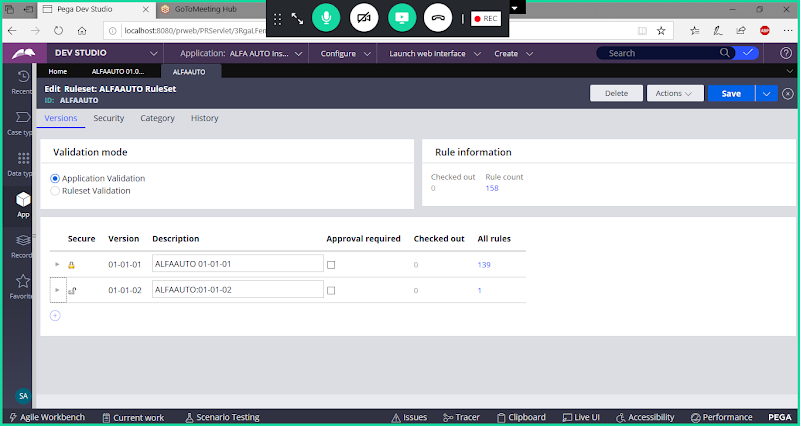 Pega Dev Studio
GoToMeeting Hub
REC
localhost:8080/prweb/PRServlet/3RgaLFen
ABP
DEV STUDIO
Application: ALFA AUTO Ins...
Configure
Launch web interface
Create
Search
Home
ALFAAUTO 01.0...
ALFAAUTO
Recent
Edit Ruleset: ALFAAUTO RuleSet
ID: ALFAAUTO
Delete
Actions
Save
Versions
Security
Category
History
Case typ
Data typ
App
Record
Favorite
SA
Validation mode
Application Validation
Ruleset Validation
Rule information
Checked out
Rule count
0
158
Secure
Version
Description
Approval required
Checked out
All rules
01-01-01
ALFAAUTO 01-01-01
0
139
01-01-02
ALFAAUTO:01-01-02
0
1
Agile Workbench
Current work
Scenario Testing
Issues
Tracer
Clipboard
Live UI
Accessibility
Performance
PEGA